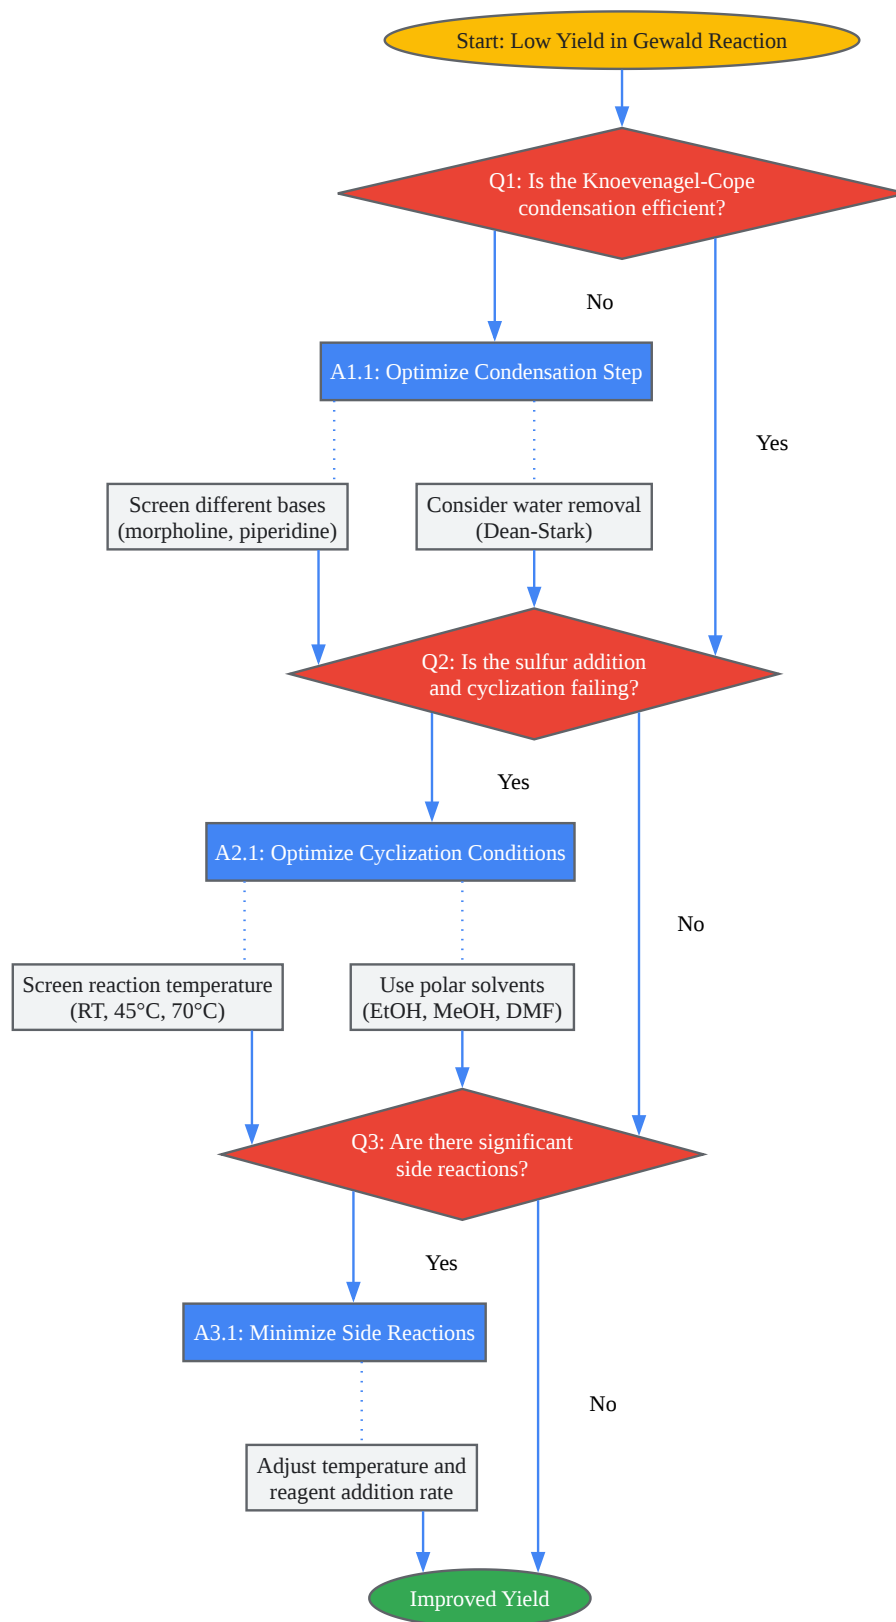 Start: Low Yield in Gewald Reaction
Q1: Is the Knoevenagel-Cope
condensation efficient?
No
A1.1: Optimize Condensation Step
Yes
Screen different bases
(morpholine, piperidine)
Consider water removal
(Dean-Stark)
Q2: Is the sulfur addition
and cyclization failing?
Yes
A2.1: Optimize Cyclization Conditions
No
Screen reaction temperature
(RT, 45°C, 70°C)
Use polar solvents
(EtOH, MeOH, DMF)
Q3: Are there significant
side reactions?
Yes
A3.1: Minimize Side Reactions
No
Adjust temperature and
reagent addition rate
Improved Yield